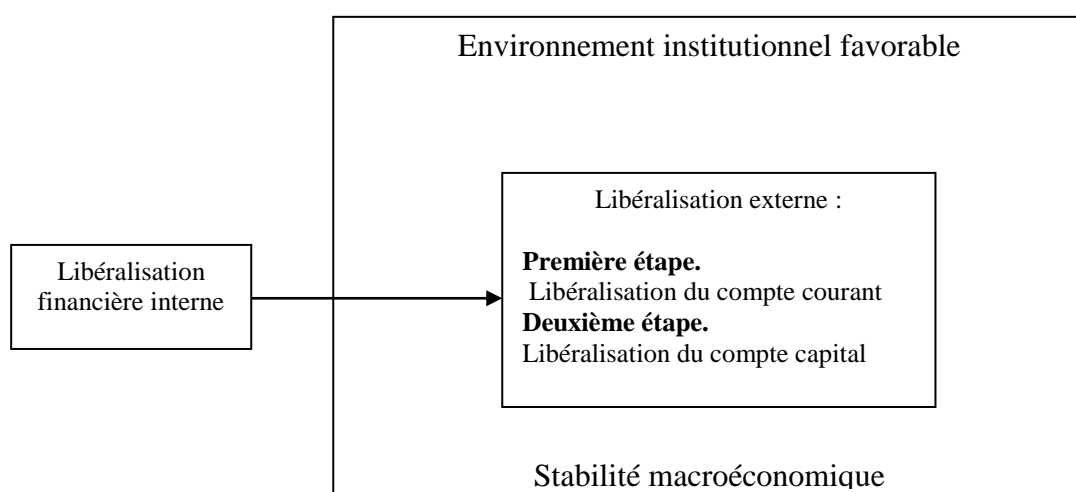 Environnement institutionnel favorable
Libéralisation externe :
Première étape.
Libéralisation du compte courant
Deuxième étape.
Libéralisation du compte capital
Libéralisation
financière interne
Stabilité macroéconomique